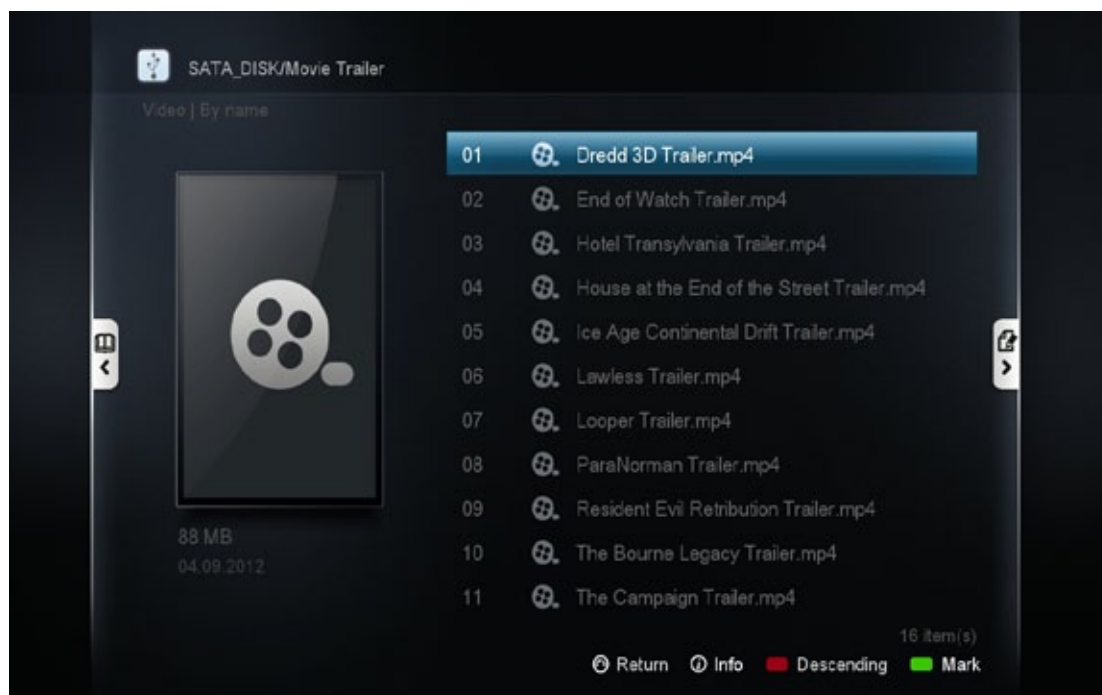 SATA_DISK/Movie Trailer
Video | By name
01 Dredd 3D Trailer.mp4
02 End of Watch Trailer.mp4
03 Hotel Transylvania Trailer.mp4
04 House at the End of the Street Trailer.mp4
05 Ice Age Continental Drift Trailer.mp4
06 Lawless Trailer.mp4
07 Looper Trailer.mp4
08 ParaNorman Trailer.mp4
09 Resident Evil Retribution Trailer.mp4
10 The Bourne Legacy Trailer.mp4
11 The Campaign Trailer.mp4
88 MB
04.09.2012
16 item(s)
Return Info Descending Mark